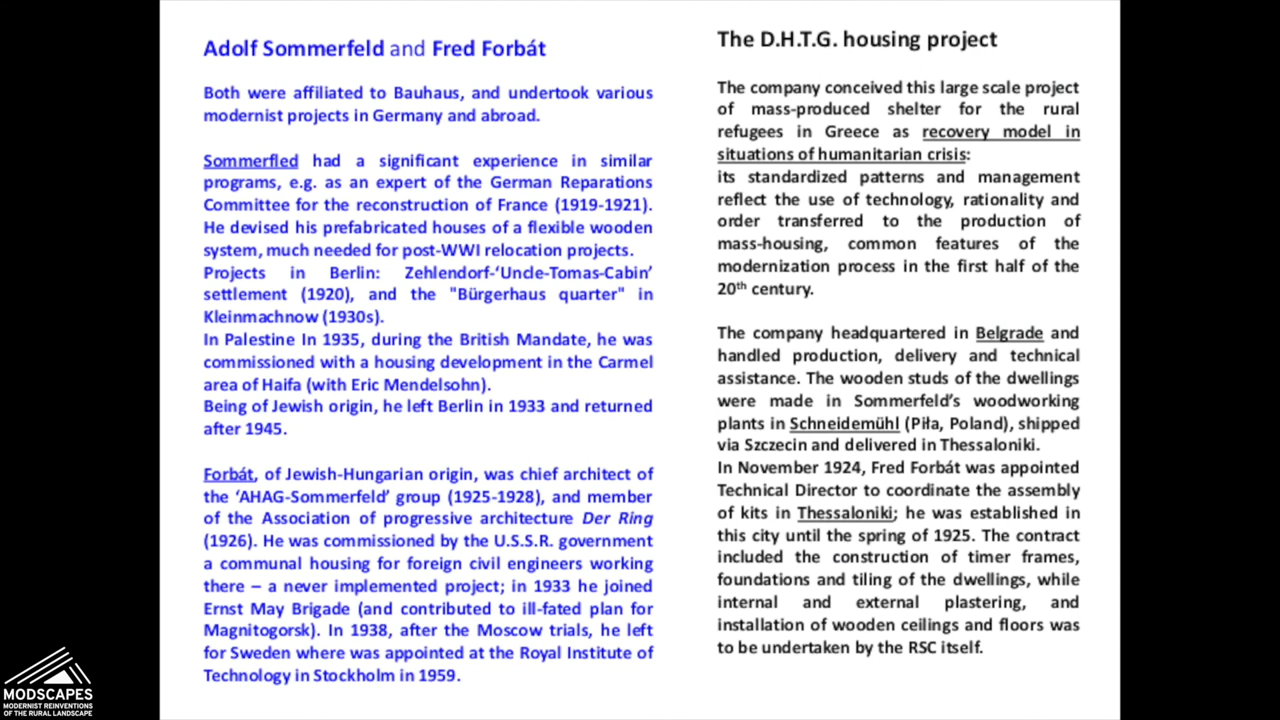 Adolf Sommerfeld and Fred Forbát
Both were affiliated to Bauhaus, and undertook various
modernist projects in Germany and abroad.
Sommerfled had a significant experience in similar
programs, e.g. as an expert of the German Reparations
Committee for the reconstruction of France (1919-1921).
He devised his prefabricated houses of a flexible wooden
system, much needed for post-WWI relocation projects.
Projects in Berlin: Zehlendorf-‘Uncle-Tomas-Cabin’
settlement (1920), and the "Bürgerhaus quarter" in
Kleinmachnow (1930s).
In Palestine In 1935, during the British Mandate, he was
commissioned with a housing development in the Carmel
area of Haifa (with Eric Mendelsohn).
Being of Jewish origin, he left Berlin in 1933 and returned
after 1945.
Forbát, of Jewish-Hungarian origin, was chief architect of
the ‘AHAG-Sommerfeld’ group (1925-1928), and member
of the Association of progressive architecture Der Ring
(1926). He was commissioned by the U.S.S.R. government
a communal housing for foreign civil engineers working
there – a never implemented project; in 1933 he joined
Ernst May Brigade (and contributed to ill-fated plan for
Magnitogorsk). In 1938, after the Moscow trials, he left
for Sweden where was appointed at the Royal Institute of
Technology in Stockholm in 1959.
The D.H.T.G. housing project
The company conceived this large scale project
of mass-produced shelter for the rural
refugees in Greece as recovery model in
situations of humanitarian crisis:
its standardized patterns and management
reflect the use of technology, rationality and
order transferred to the production of
mass-housing, common features of the
modernization process in the first half of the
20th century.
The company headquartered in Belgrade and
handled production, delivery and technical
assistance. The wooden studs of the dwellings
were made in Sommerfeld’s woodworking
plants in Schneidemühl (Piła, Poland), shipped
via Szczecin and delivered in Thessaloniki.
In November 1924, Fred Forbát was appointed
Technical Director to coordinate the assembly
of kits in Thessaloniki; he was established in
this city until the spring of 1925. The contract
included the construction of timer frames,
foundations and tiling of the dwellings, while
internal and external plastering, and
installation of wooden ceilings and floors was
to be undertaken by the RSC itself.
MODSCAPES
MODERNIST REINVENTIONS
OF THE RURAL LANDSCAPE